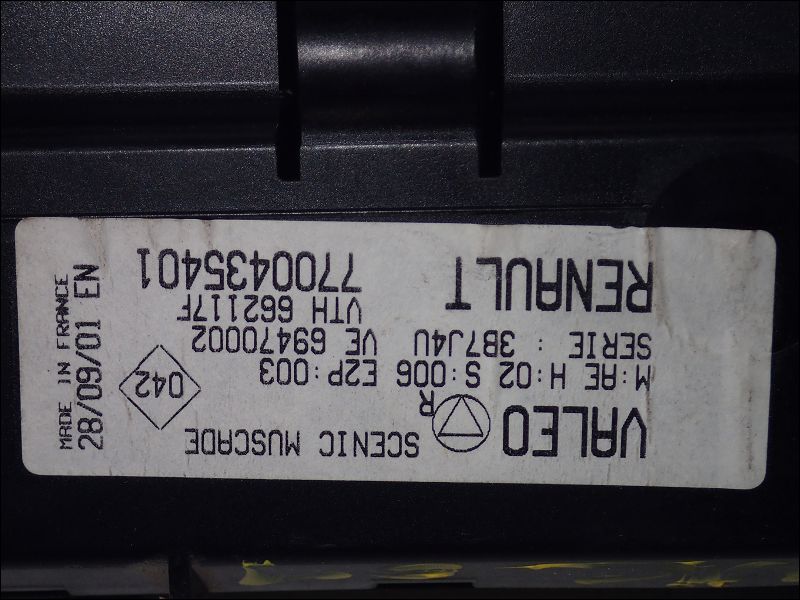 VALEO R SCENIC MUSCADE
M:AE H:02 S:006 E2P:003
SERIE : 3B7J4U VE 69470002
VTH 662117F
RENAULT 7700435401
042
MADE IN FRANCE
28/09/01 EN